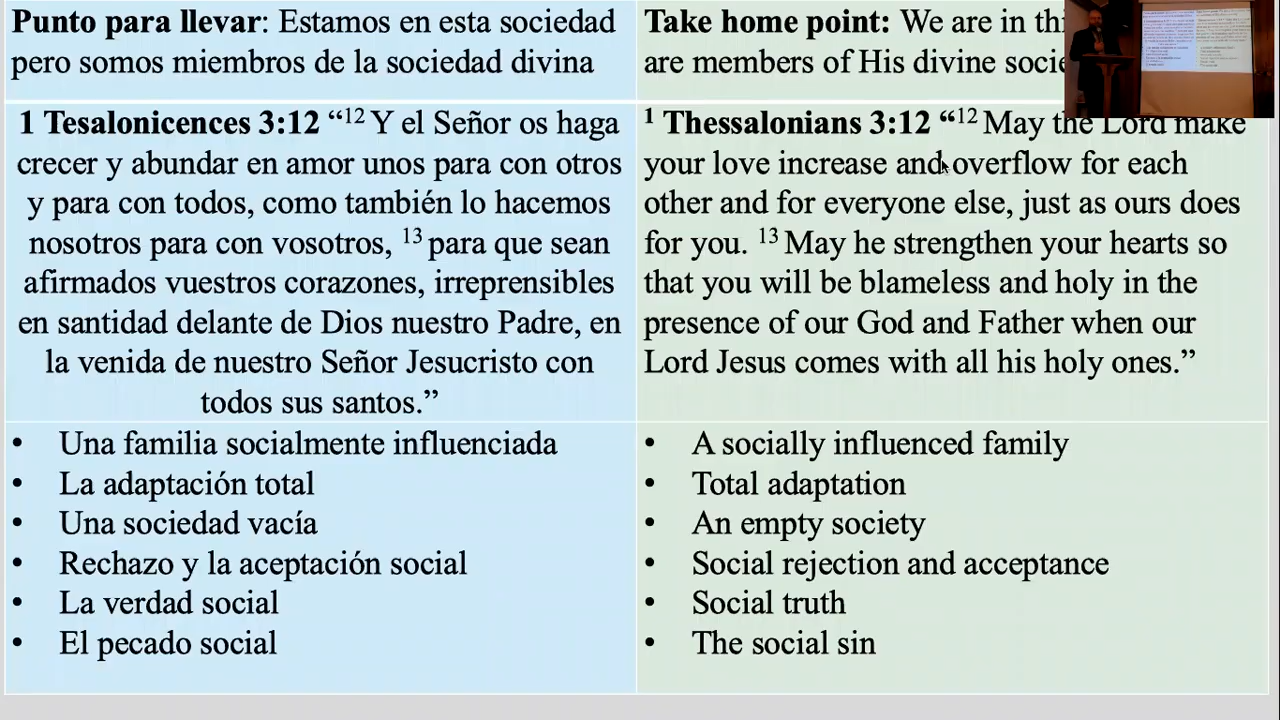 Punto para llevar: Estamos en esta sociedad
pero somos miembros de la sociedad divina
1 Tesalonicences 3:12 “12 Y el Señor os haga
crecer y abundar en amor unos para con otros
y para con todos, como también lo hacemos
nosotros para con vosotros, 13 para que sean
afirmados vuestros corazones, irreprensibles
en santidad delante de Dios nuestro Padre, en
la venida de nuestro Señor Jesucristo con
todos sus santos.”
• Una familia socialmente influenciada
• La adaptación total
• Una sociedad vacía
• Rechazo y la aceptación social
• La verdad social
• El pecado social
Take home point: We are in
are members of His divine
1 Thessalonians 3:12 “12 May the Lord make
your love increase and overflow for each
other and for everyone else, just as ours does
for you. 13 May he strengthen your hearts so
that you will be blameless and holy in the
presence of our God and Father when our
Lord Jesus comes with all his holy ones.”
• A socially influenced family
• Total adaptation
• An empty society
• Social rejection and acceptance
• Social truth
• The social sin